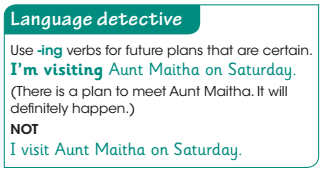 Language detective
Use -ing verbs for future plans that are certain.
I'm visiting Aunt Maitha on Saturday.
(There is a plan to meet Aunt Maitha. It will
definitely happen.)
NOT
I visit Aunt Maitha on Saturday.